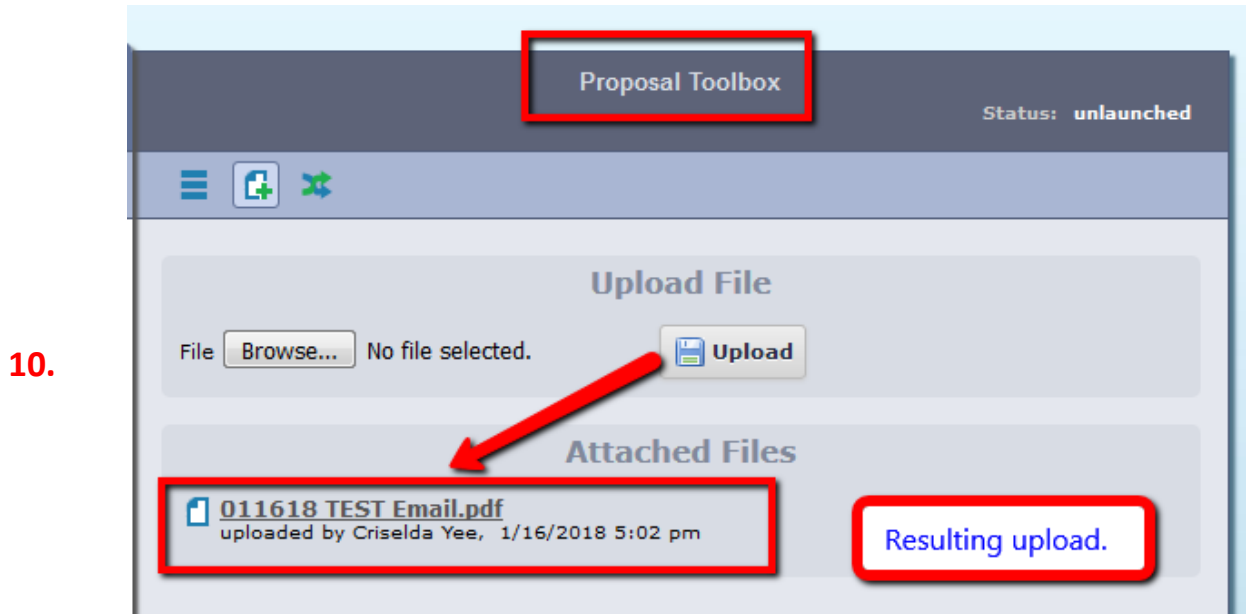 Proposal Toolbox
Status: unlaunched
Upload File
10.
File Browse... No file selected. Upload
Attached Files
011618 TEST Email.pdf
uploaded by Criselda Yee, 1/16/2018 5:02 pm
Resulting upload.